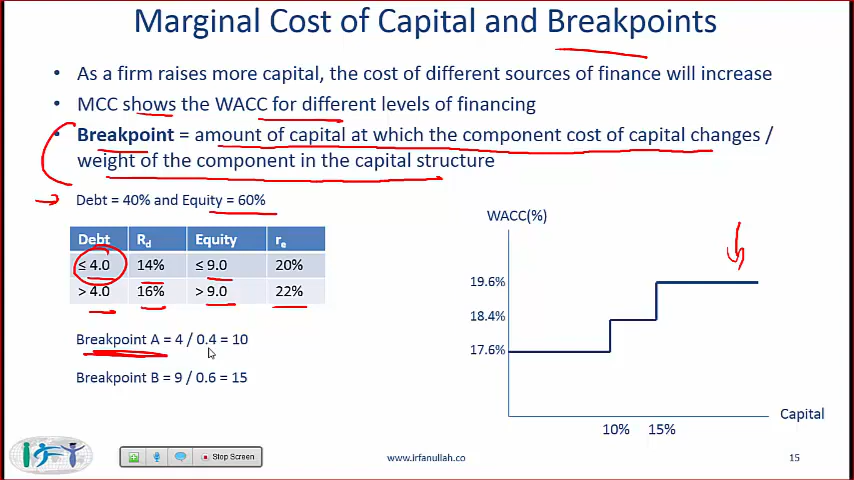 Marginal Cost of Capital and Breakpoints
• As a firm raises more capital, the cost of different sources of finance will increase
• MCC shows the WACC for different levels of financing
• Breakpoint = amount of capital at which the component cost of capital changes /
weight of the component in the capital structure
Debt = 40% and Equity = 60%
Debt Rd Equity re
≤ 4.0 14% ≤ 9.0 20%
> 4.0 16% > 9.0 22%
Breakpoint A = 4 / 0.4 = 10
Breakpoint B = 9 / 0.6 = 15
WACC(%)
19.6%
18.4%
17.6%
Capital
10% 15%
IFT
Stop Screen
www.irfanullah.co
15